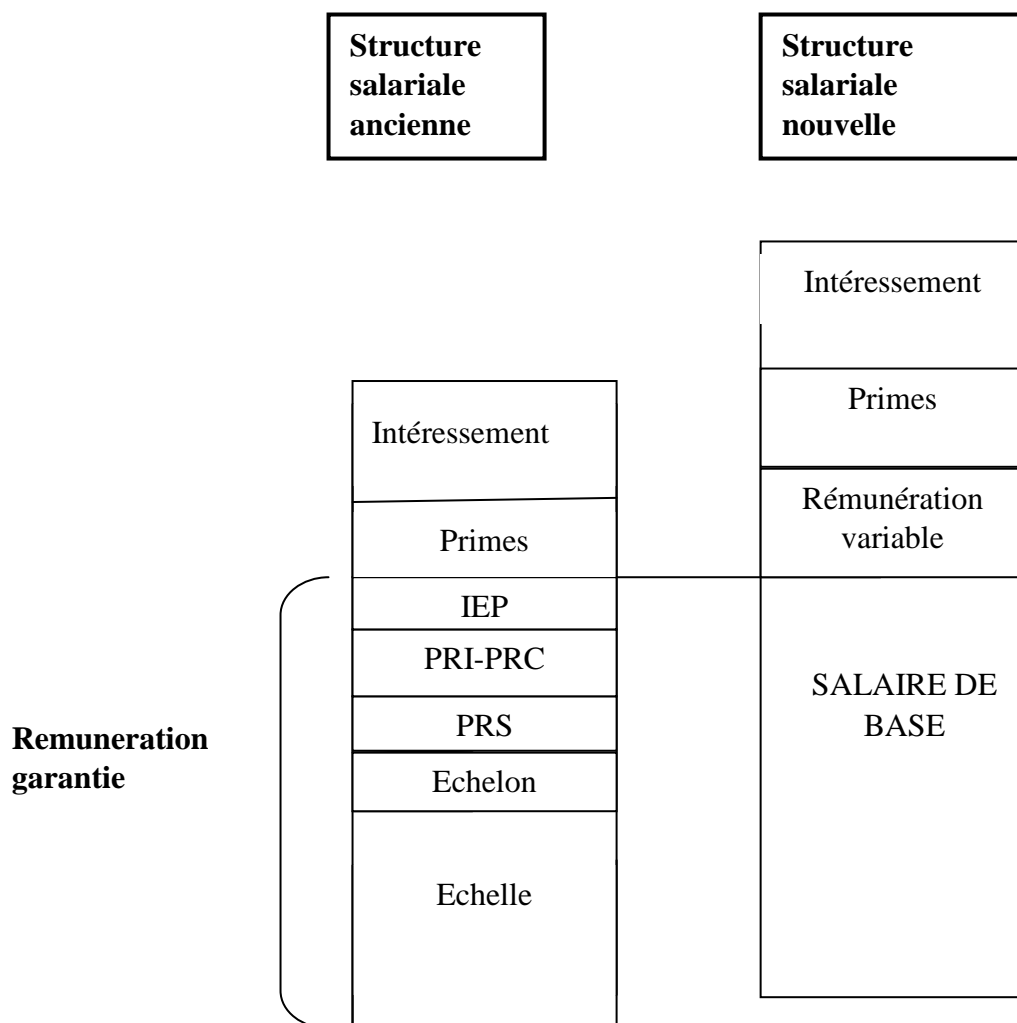 Structure
salariale
ancienne
Structure
salariale
nouvelle
Intéressement
Primes
IEP
PRI-PRC
PRS
Echelon
Echelle
Intéressement
Primes
Rémunération
variable
SALAIRE DE
BASE
Remuneration
garantie